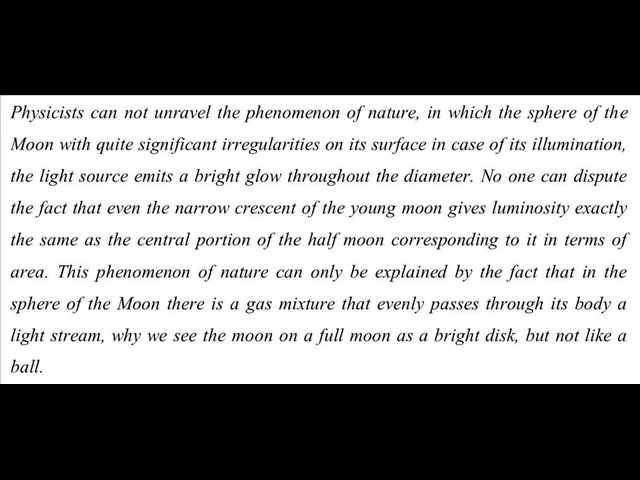 Physicists can not unravel the phenomenon of nature, in which the sphere of the
Moon with quite significant irregularities on its surface in case of its illumination,
the light source emits a bright glow throughout the diameter. No one can dispute
the fact that even the narrow crescent of the young moon gives luminosity exactly
the same as the central portion of the half moon corresponding to it in terms of
area. This phenomenon of nature can only be explained by the fact that in the
sphere of the Moon there is a gas mixture that evenly passes through its body a
light stream, why we see the moon on a full moon as a bright disk, but not like a
ball.